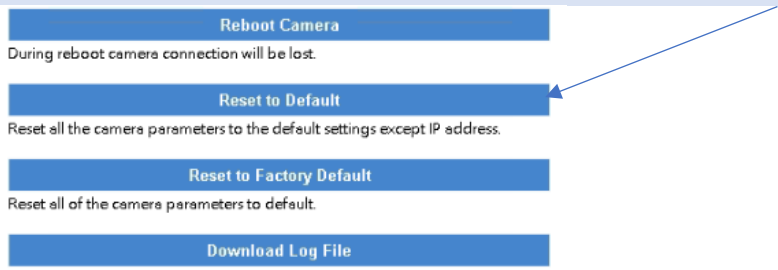 Reboot Camera
During reboot camera connection will be lost.
Reset to Default
Reset all the camera parameters to the default settings except IP address.
Reset to Factory Default
Reset all of the camera parameters to default.
Download Log File